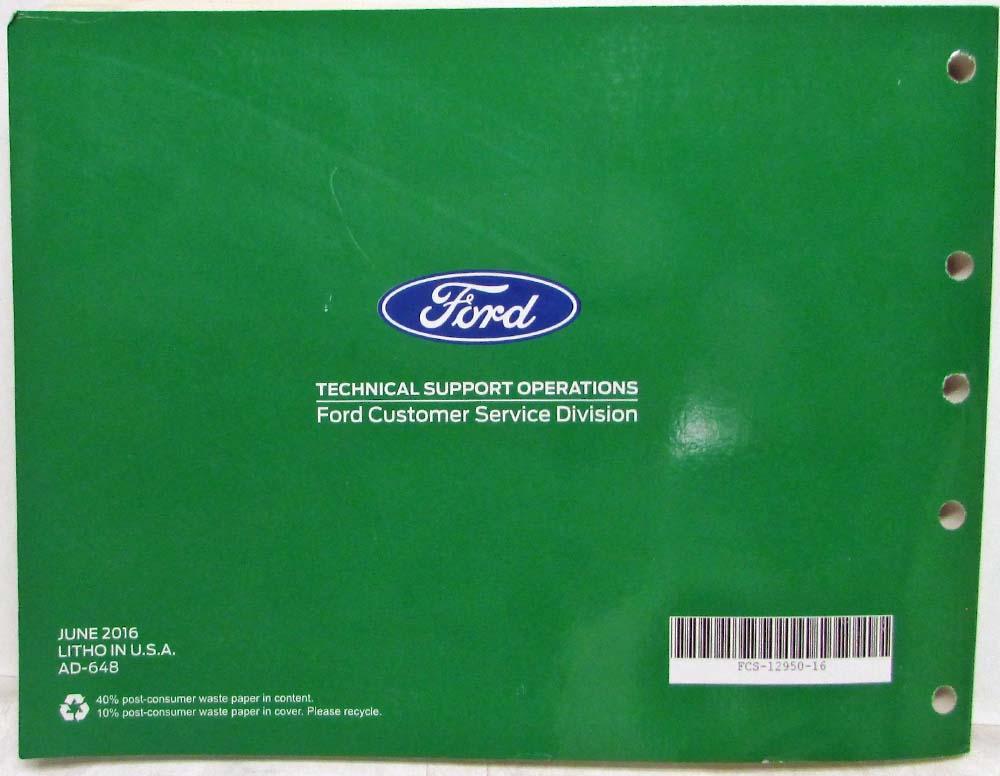 Ford
TECHNICAL SUPPORT OPERATIONS
Ford Customer Service Division
JUNE 2016
LITHO IN U.S.A.
AD-648
40% post-consumer waste paper in content.
10% post-consumer waste paper in cover. Please recycle.
FCS-12950-16